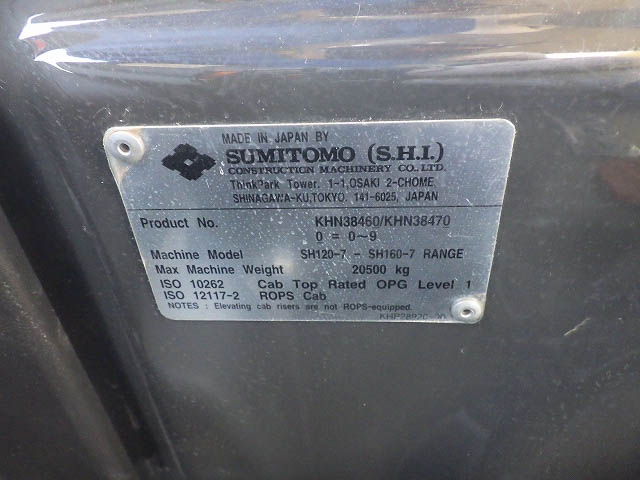 MADE IN JAPAN BY
SUMITOMO (S.H.I.)
CONSTRUCTION MACHINERY CO., LTD.
ThinkPark Tower, 1-1, OSAKI 2-CHOME,
SHINAGAWA-KU, TOKYO, 141-6025, JAPAN
Product No. KHN38460/KHN38470
0 = 0~9
Machine Model SH120-7 - SH160-7 RANGE
Max Machine Weight 20500 kg
ISO 10262 Cab Top Rated OPG Level 1
ISO 12117-2 ROPS Cab
NOTES : Elevating cab risers are not ROPS-equipped.